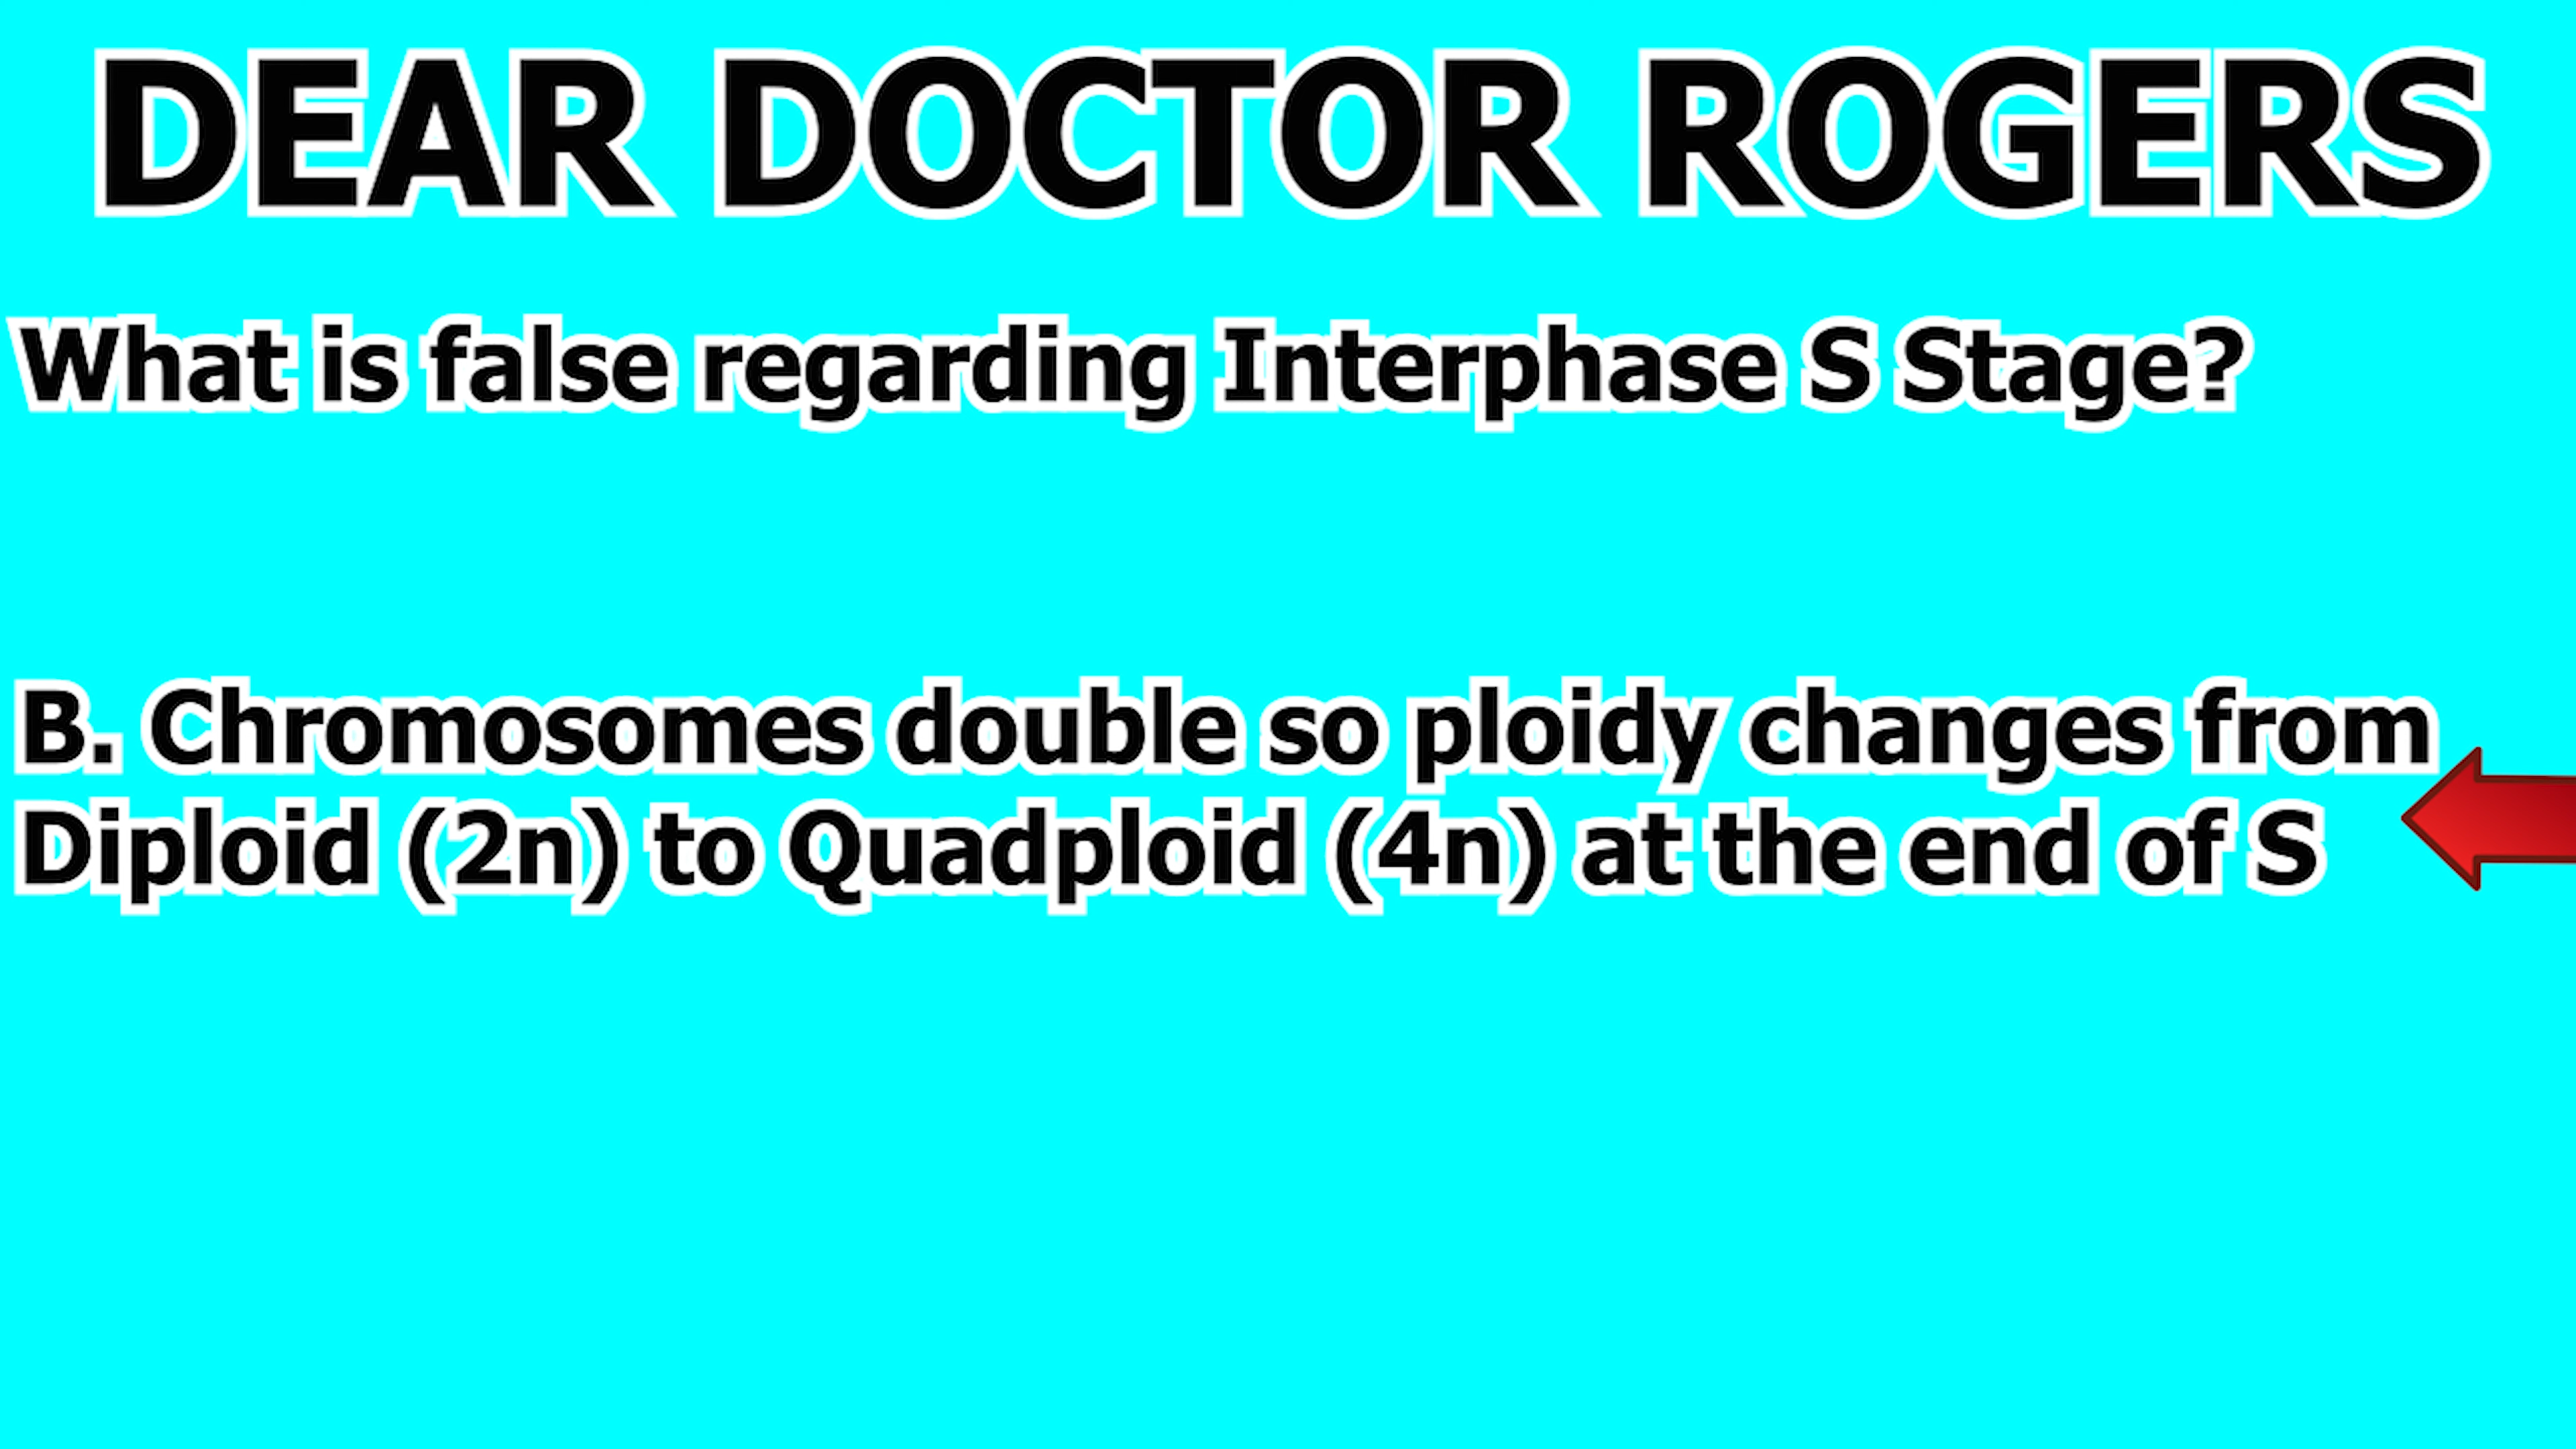 DEAR DOCTOR ROGERS
What is false regarding Interphase S Stage?
B. Chromosomes double so ploidy changes from
Diploid (2n) to Quadploid (4n) at the end of S